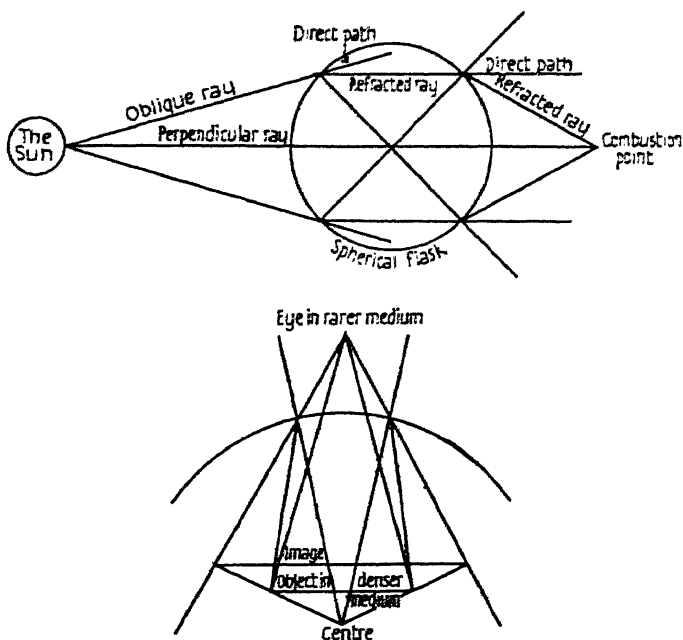 Direct path
Direct path
Oblique ray
Refracted ray
Refracted ray
The
Sun
Perpendicular ray
Combustion
point
Spherical flask
Eye in rarer medium
Image
Object in denser
medium
Centre